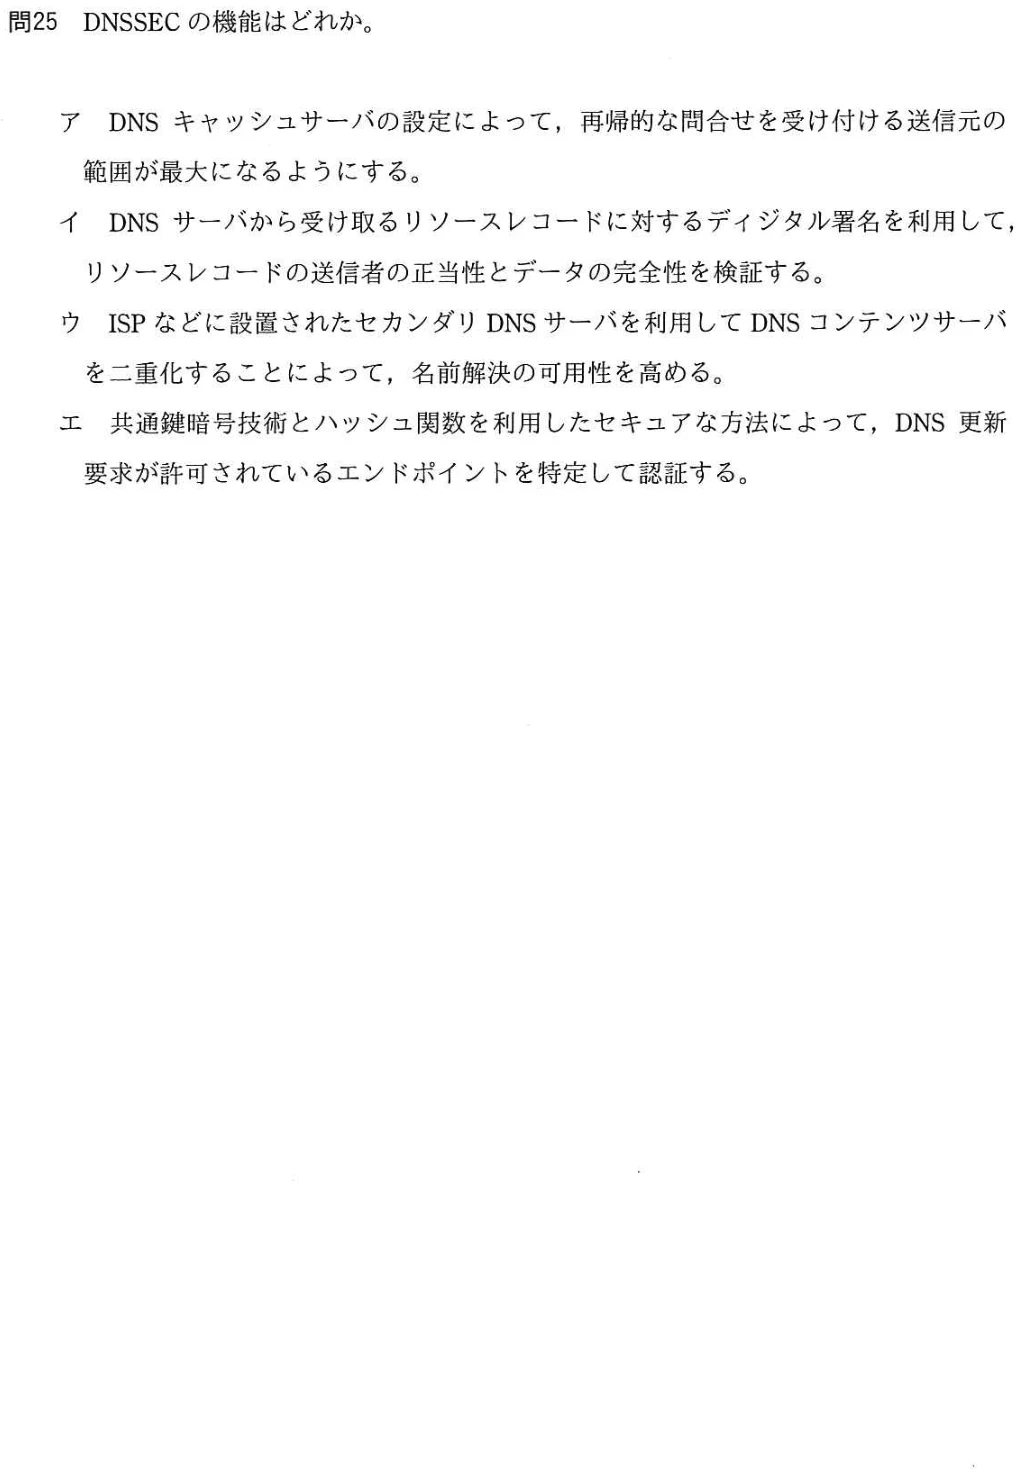 問25　DNSSEC の機能はどれか。
ア　DNS キャッシュサーバの設定によって，再帰的な問合せを受け付ける送信元の
範囲が最大になるようにする。
イ　DNS サーバから受け取るリソースレコードに対するディジタル署名を利用して，
リソースレコードの送信者の正当性とデータの完全性を検証する。
ウ　ISP などに設置されたセカンダリ DNS サーバを利用して DNS コンテンツサーバ
を二重化することによって，名前解決の可用性を高める。
エ　共通鍵暗号技術とハッシュ関数を利用したセキュアな方法によって，DNS 更新
要求が許可されているエンドポイントを特定して認証する。